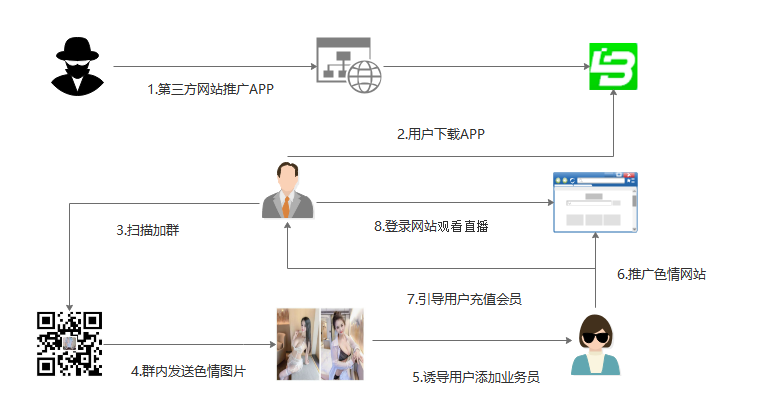 1.第三方网站推广APP
2.用户下载APP
3.扫描加群
8.登录网站观看直播
6.推广色情网站
7.引导用户充值会员
4.群内发送色情图片
5.诱导用户添加业务员